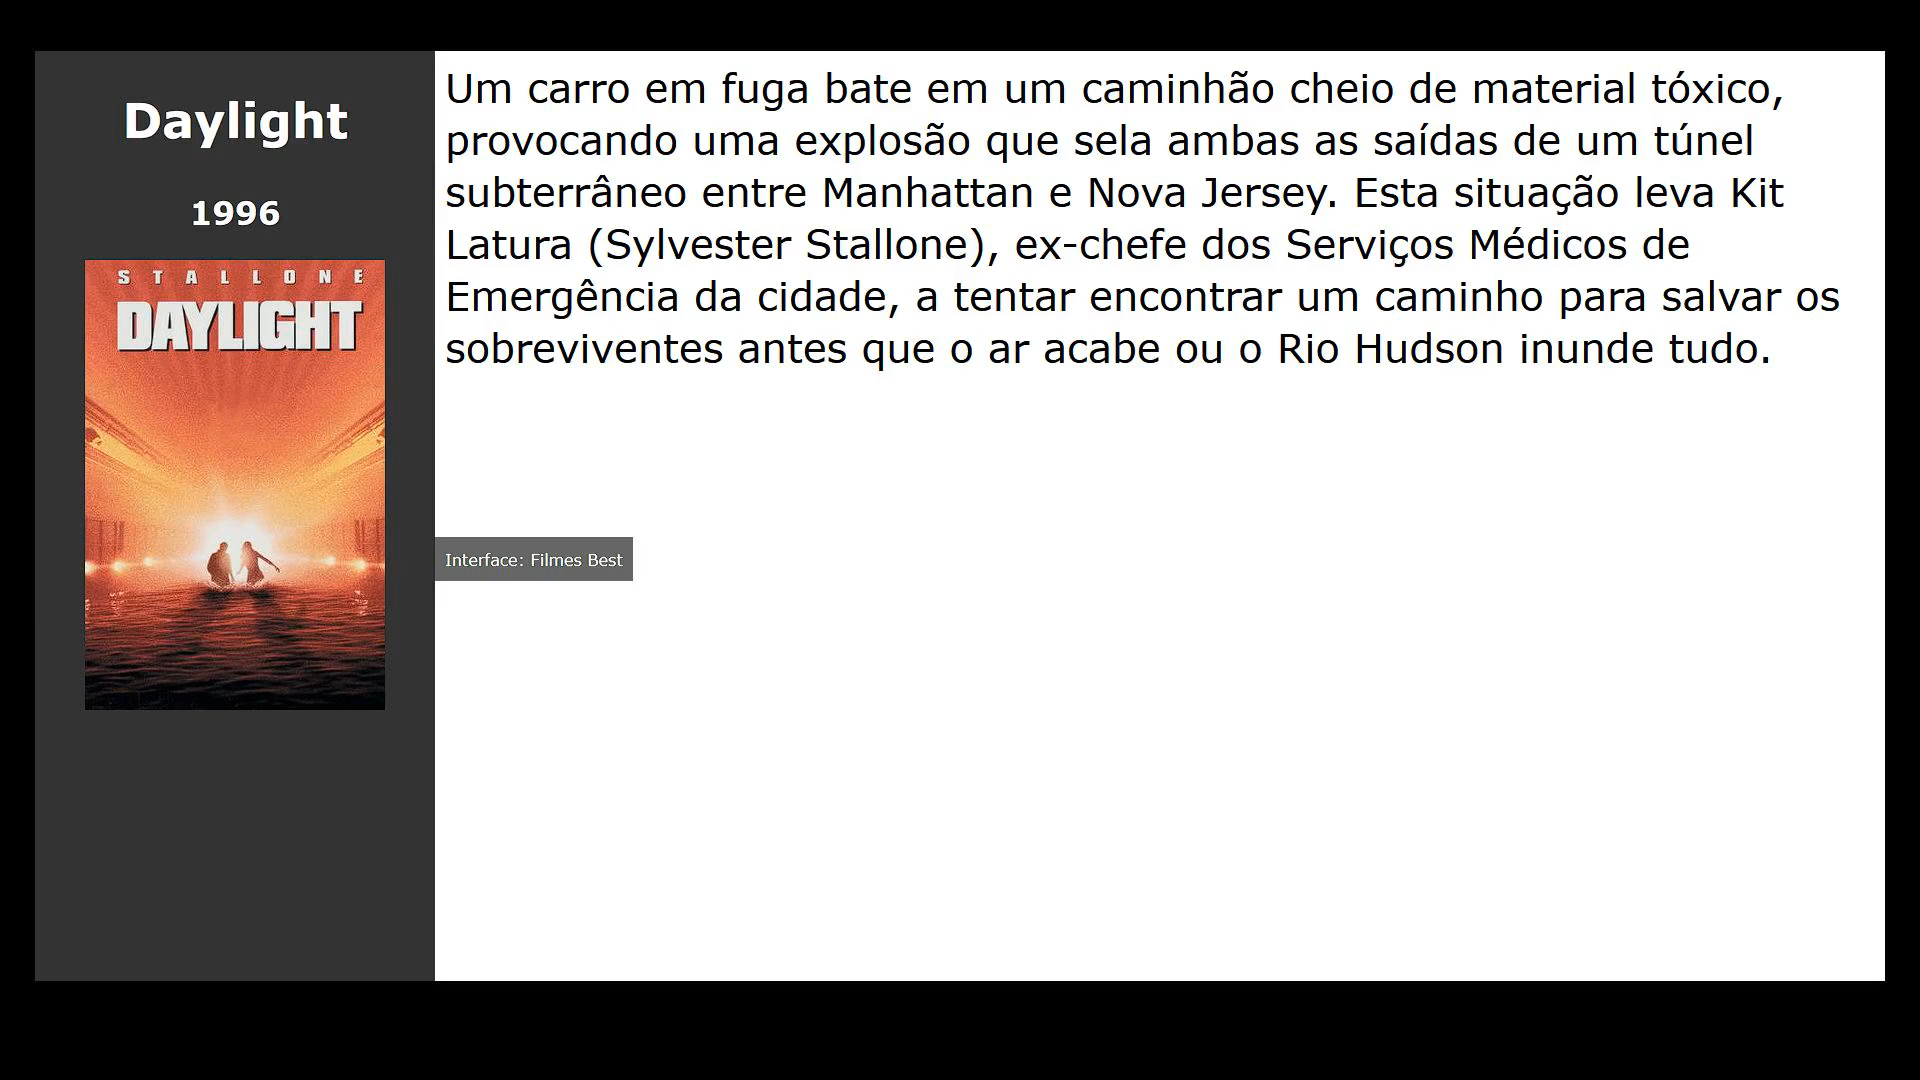 Daylight
1996
STALLONE
DAYLIGHT
Um carro em fuga bate em um caminhão cheio de material tóxico,
provocando uma explosão que sela ambas as saídas de um túnel
subterrâneo entre Manhattan e Nova Jersey. Esta situação leva Kit
Latura (Sylvester Stallone), ex-chefe dos Serviços Médicos de
Emergência da cidade, a tentar encontrar um caminho para salvar os
sobreviventes antes que o ar acabe ou o Rio Hudson inunde tudo.
Interface: Filmes Best